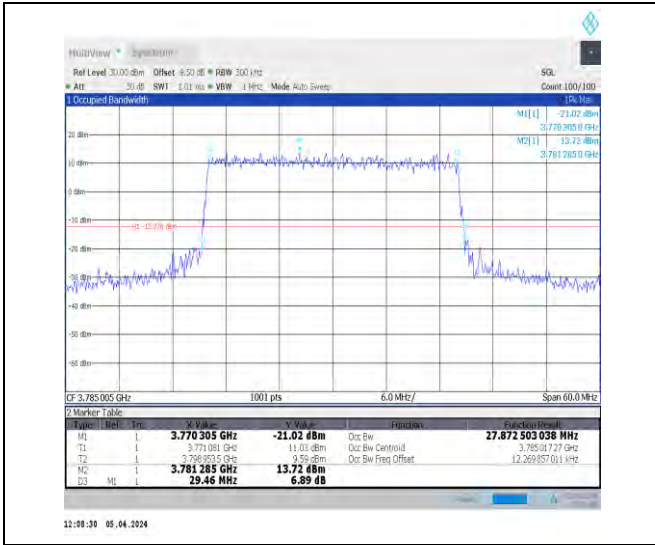 MultiView Spectrum
Ref Level 30.00 dBm Offset -8.50 dB RBW 300 kHz SGL
Att 30 dB SWT 1.01 ms VBW 1 MHz Mode Auto Sweep Count 100/100
1 Occupied Bandwidth 1Pk Max
M1[1] -21.02 dBm
3.770 305 0 GHz
M2[1] 13.72 dBm
3.781 285 0 GHz
20 dBm
10 dBm
0 dBm
-10 dBm
-20 dBm
-30 dBm
-40 dBm
-50 dBm
-60 dBm
CF 3.785 005 GHz 1001 pts 6.0 MHz/ Span 60.0 MHz
2 Marker Table
Type Ref Trc X-Value Y-Value Function Function Result
M1 1 3.770 305 GHz -21.02 dBm Occ Bw 27.872 503 038 MHz
T1 1 3.771 081 GHz 11.03 dBm Occ Bw Centroid 3.785 017 27 GHz
T2 1 3.798 953 5 GHz 9.59 dBm Occ Bw Freq Offset 12.269 857 011 kHz
M2 1 3.781 285 GHz 13.72 dBm
D3 M1 1 29.46 MHz 6.89 dB
12:08:30 05.04.2024